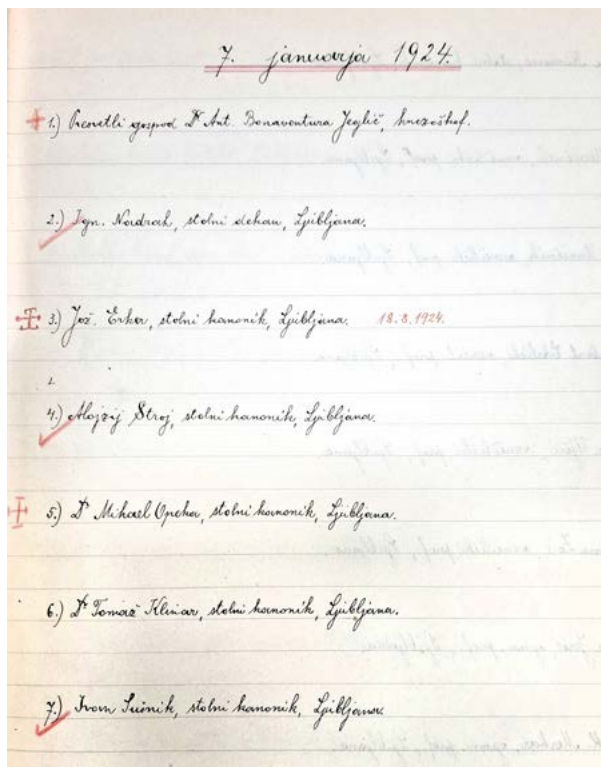 7. januarja 1924.
1.) Presvetli gospod Dr Ant. Bonaventura Jeglič, knezoškof.
2.) Ign. Nadrah, stolni dekan, Ljubljana.
3.) Jož. Erker, stolni kanonik, Ljubljana. 18.8.1924.
4.) Alojzij Stroj, stolni kanonik, Ljubljana.
5.) Dr Mihael Opeka, stolni kanonik, Ljubljana.
6.) Dr Tomaž Klinar, stolni kanonik, Ljubljana.
7.) Ivan Sušnik, stolni kanonik, Ljubljana.